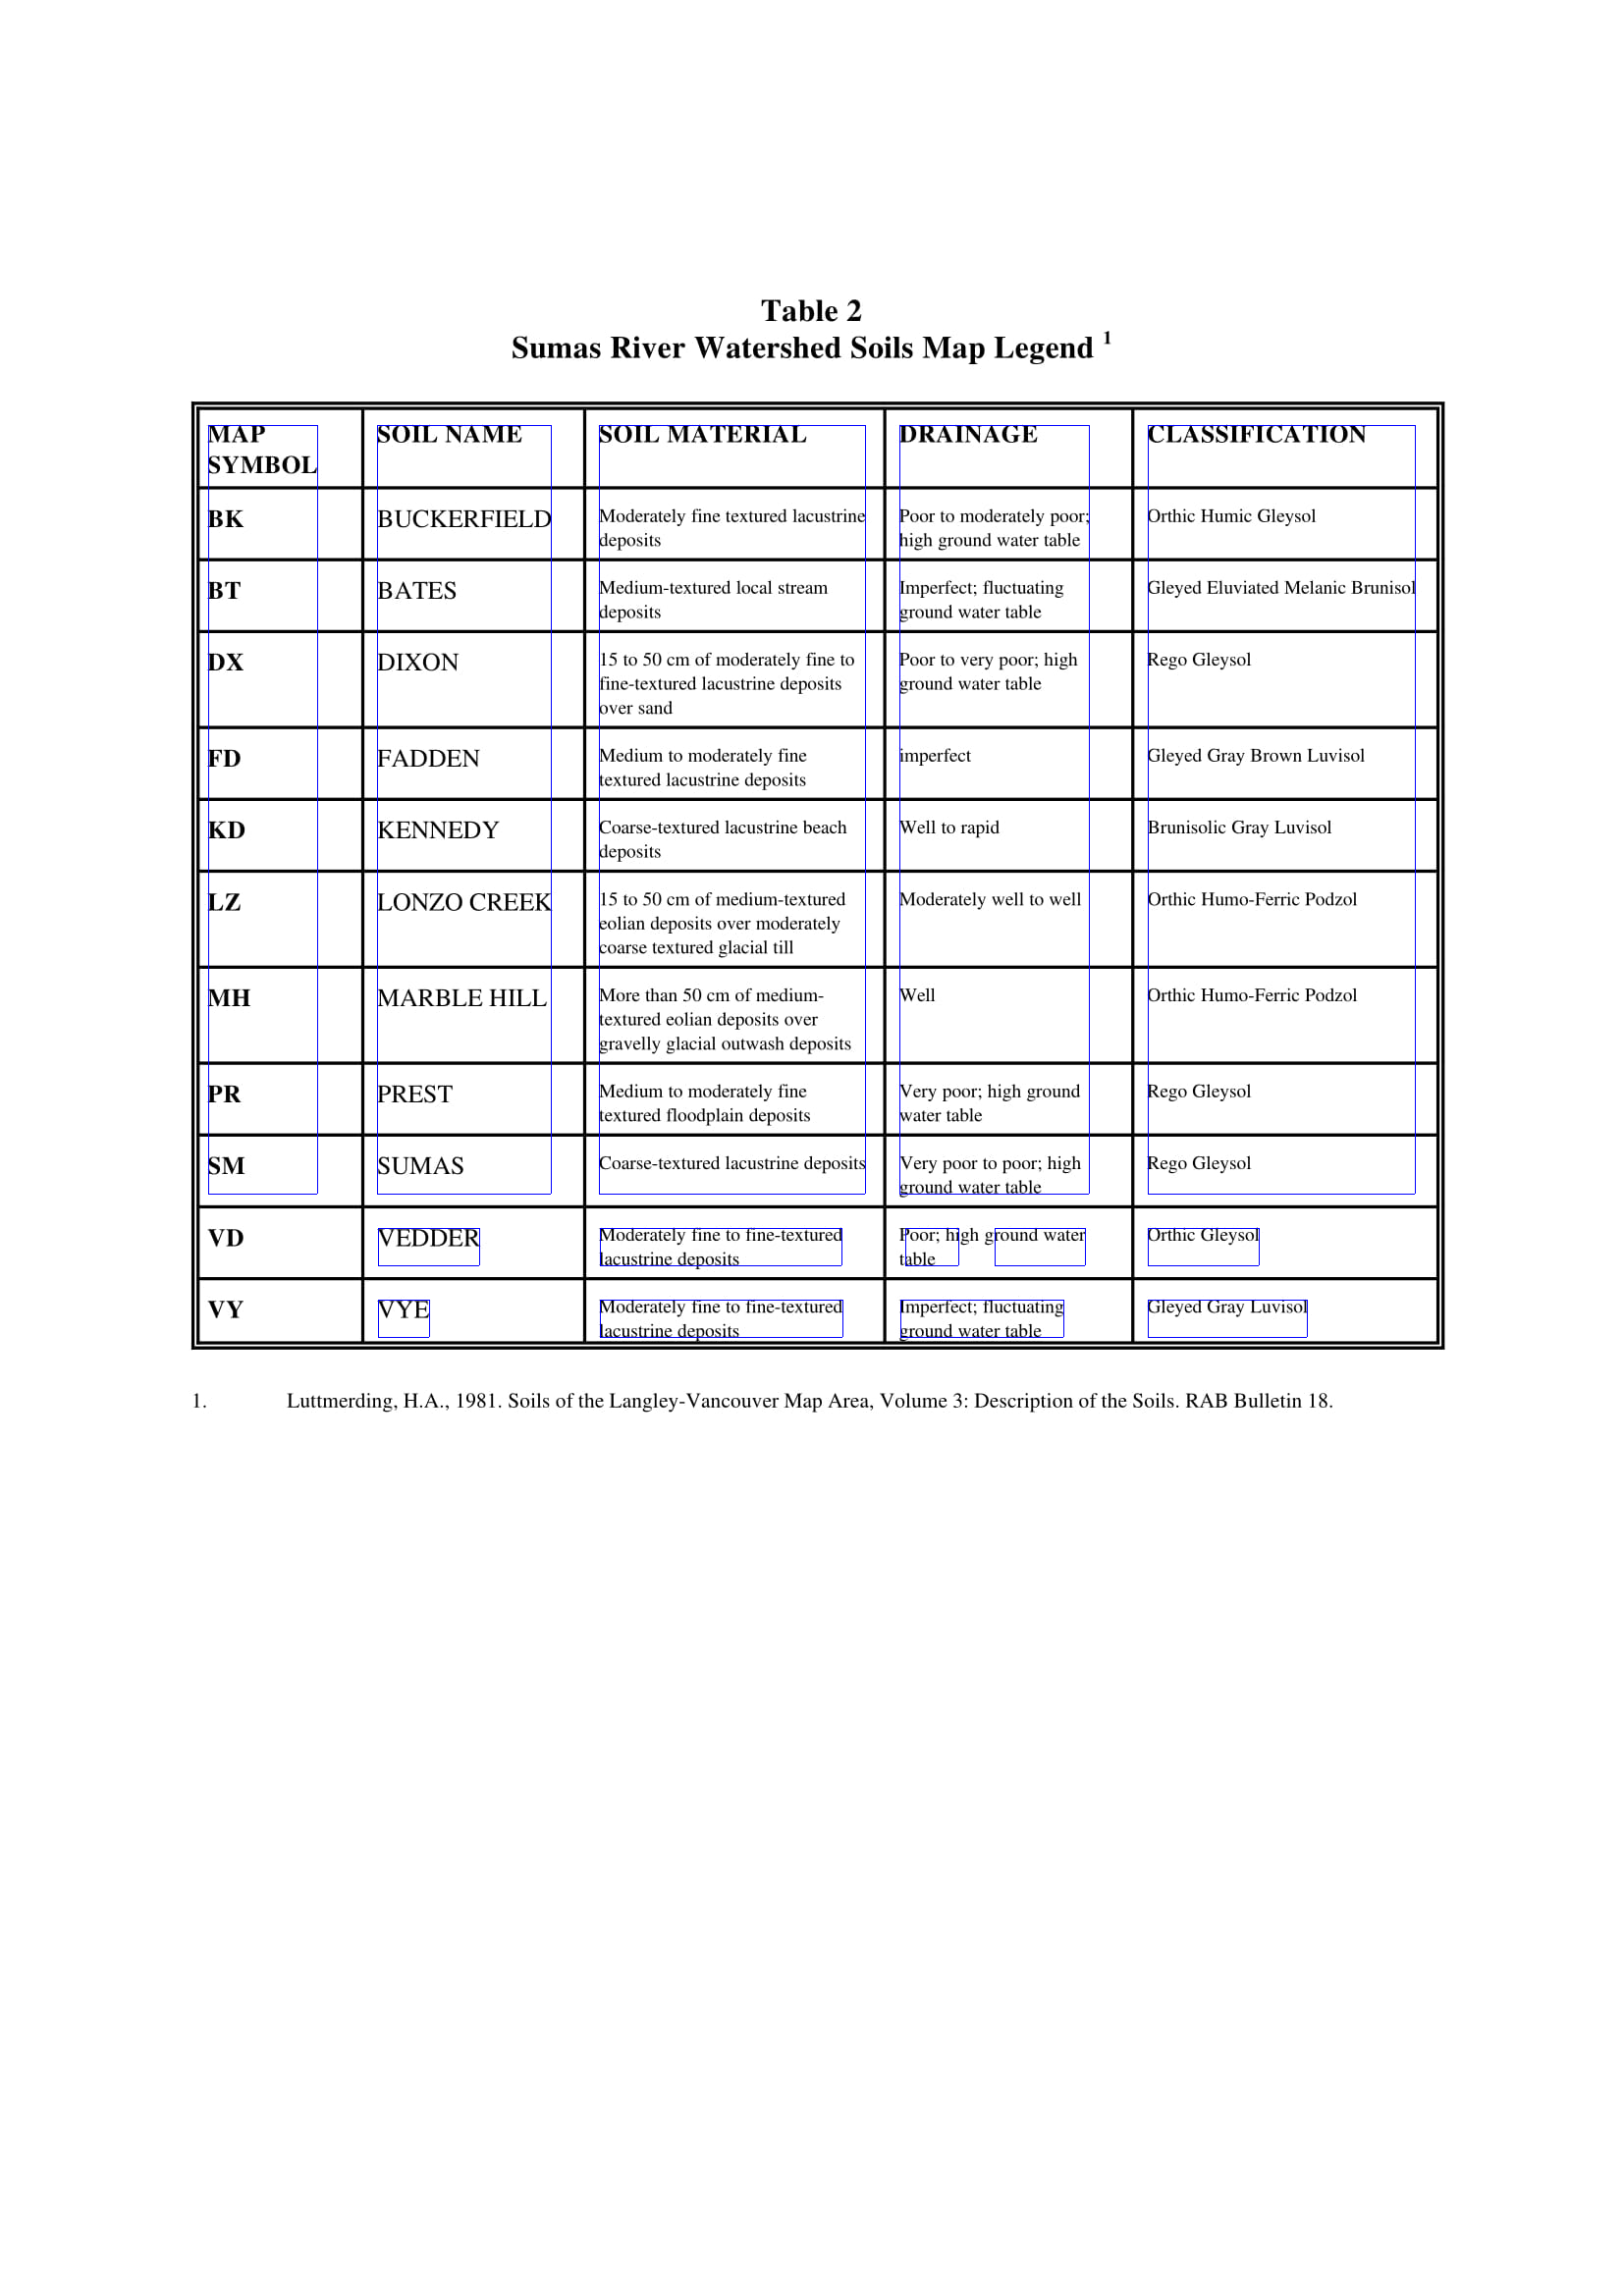 Table 2
Sumas River Watershed Soils Map Legend 1
MAP SYMBOL SOIL NAME SOIL MATERIAL DRAINAGE CLASSIFICATION
BK BUCKERFIELD Moderately fine textured lacustrine deposits Poor to moderately poor; high ground water table Orthic Humic Gleysol
BT BATES Medium-textured local stream deposits Imperfect; fluctuating ground water table Gleyed Eluviated Melanic Brunisol
DX DIXON 15 to 50 cm of moderately fine to fine-textured lacustrine deposits over sand Poor to very poor; high ground water table Rego Gleysol
FD FADDEN Medium to moderately fine textured lacustrine deposits imperfect Gleyed Gray Brown Luvisol
KD KENNEDY Coarse-textured lacustrine beach deposits Well to rapid Brunisolic Gray Luvisol
LZ LONZO CREEK 15 to 50 cm of medium-textured eolian deposits over moderately coarse textured glacial till Moderately well to well Orthic Humo-Ferric Podzol
MH MARBLE HILL More than 50 cm of medium-textured eolian deposits over gravelly glacial outwash deposits Well Orthic Humo-Ferric Podzol
PR PREST Medium to moderately fine textured floodplain deposits Very poor; high ground water table Rego Gleysol
SM SUMAS Coarse-textured lacustrine deposits Very poor to poor; high ground water table Rego Gleysol
VD VEDDER Moderately fine to fine-textured lacustrine deposits Poor; high ground water table Orthic Gleysol
VY VYE Moderately fine to fine-textured lacustrine deposits Imperfect; fluctuating ground water table Gleyed Gray Luvisol
1. Luttmerding, H.A., 1981. Soils of the Langley-Vancouver Map Area, Volume 3: Description of the Soils. RAB Bulletin 18.